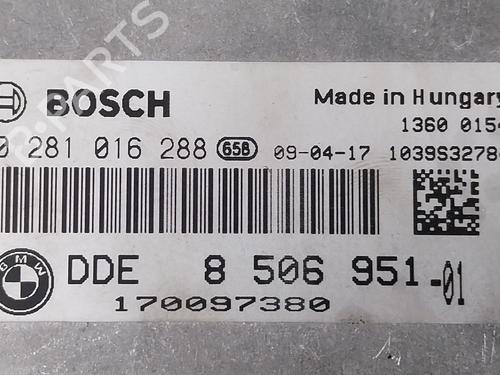 BOSCH
Made in Hungary
1360 0154
0 281 016 288 658 09-04-17 1039S3278
BMW DDE 8 506 951-01
170097380